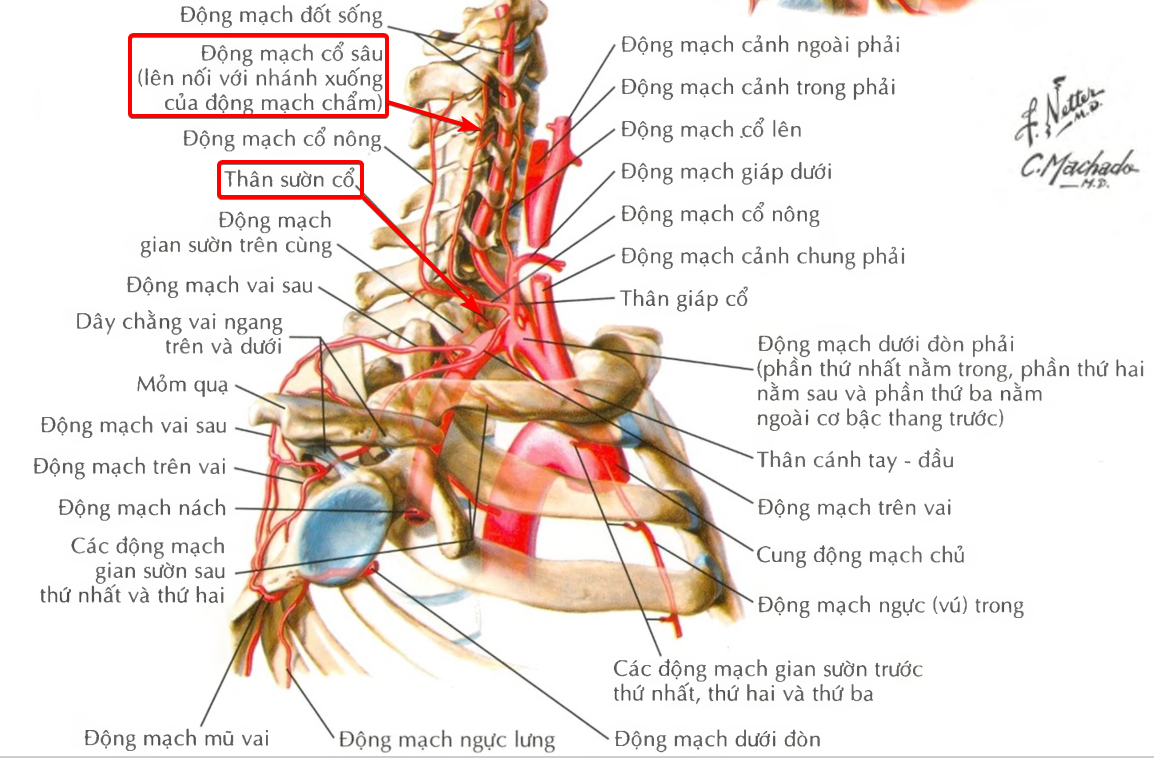 Động mạch đốt sống
Động mạch cổ sâu
(lên nối với nhánh xuống
của động mạch chẩm)
Động mạch cổ nông
Thân sườn cổ
Động mạch
gian sườn trên cùng
Động mạch vai sau
Dây chằng vai ngang
trên và dưới
Mỏm quạ
Động mạch vai sau
Động mạch trên vai
Động mạch nách
Các động mạch
gian sườn sau
thứ nhất và thứ hai
Động mạch mũ vai
Động mạch ngực lưng
Động mạch cảnh ngoài phải
Động mạch cảnh trong phải
Động mạch cổ lên
Động mạch giáp dưới
Động mạch cổ nông
Động mạch cảnh chung phải
Thân giáp cổ
Động mạch dưới đòn phải
(phần thứ nhất nằm trong, phần thứ hai
nằm sau và phần thứ ba nằm
ngoài cơ bậc thang trước)
Thân cánh tay - đầu
Động mạch trên vai
Cung động mạch chủ
Động mạch ngực (vú) trong
Các động mạch gian sườn trước
thứ nhất, thứ hai và thứ ba
Động mạch dưới đòn
F. Netter
M.D.
C. Machado
M.D.